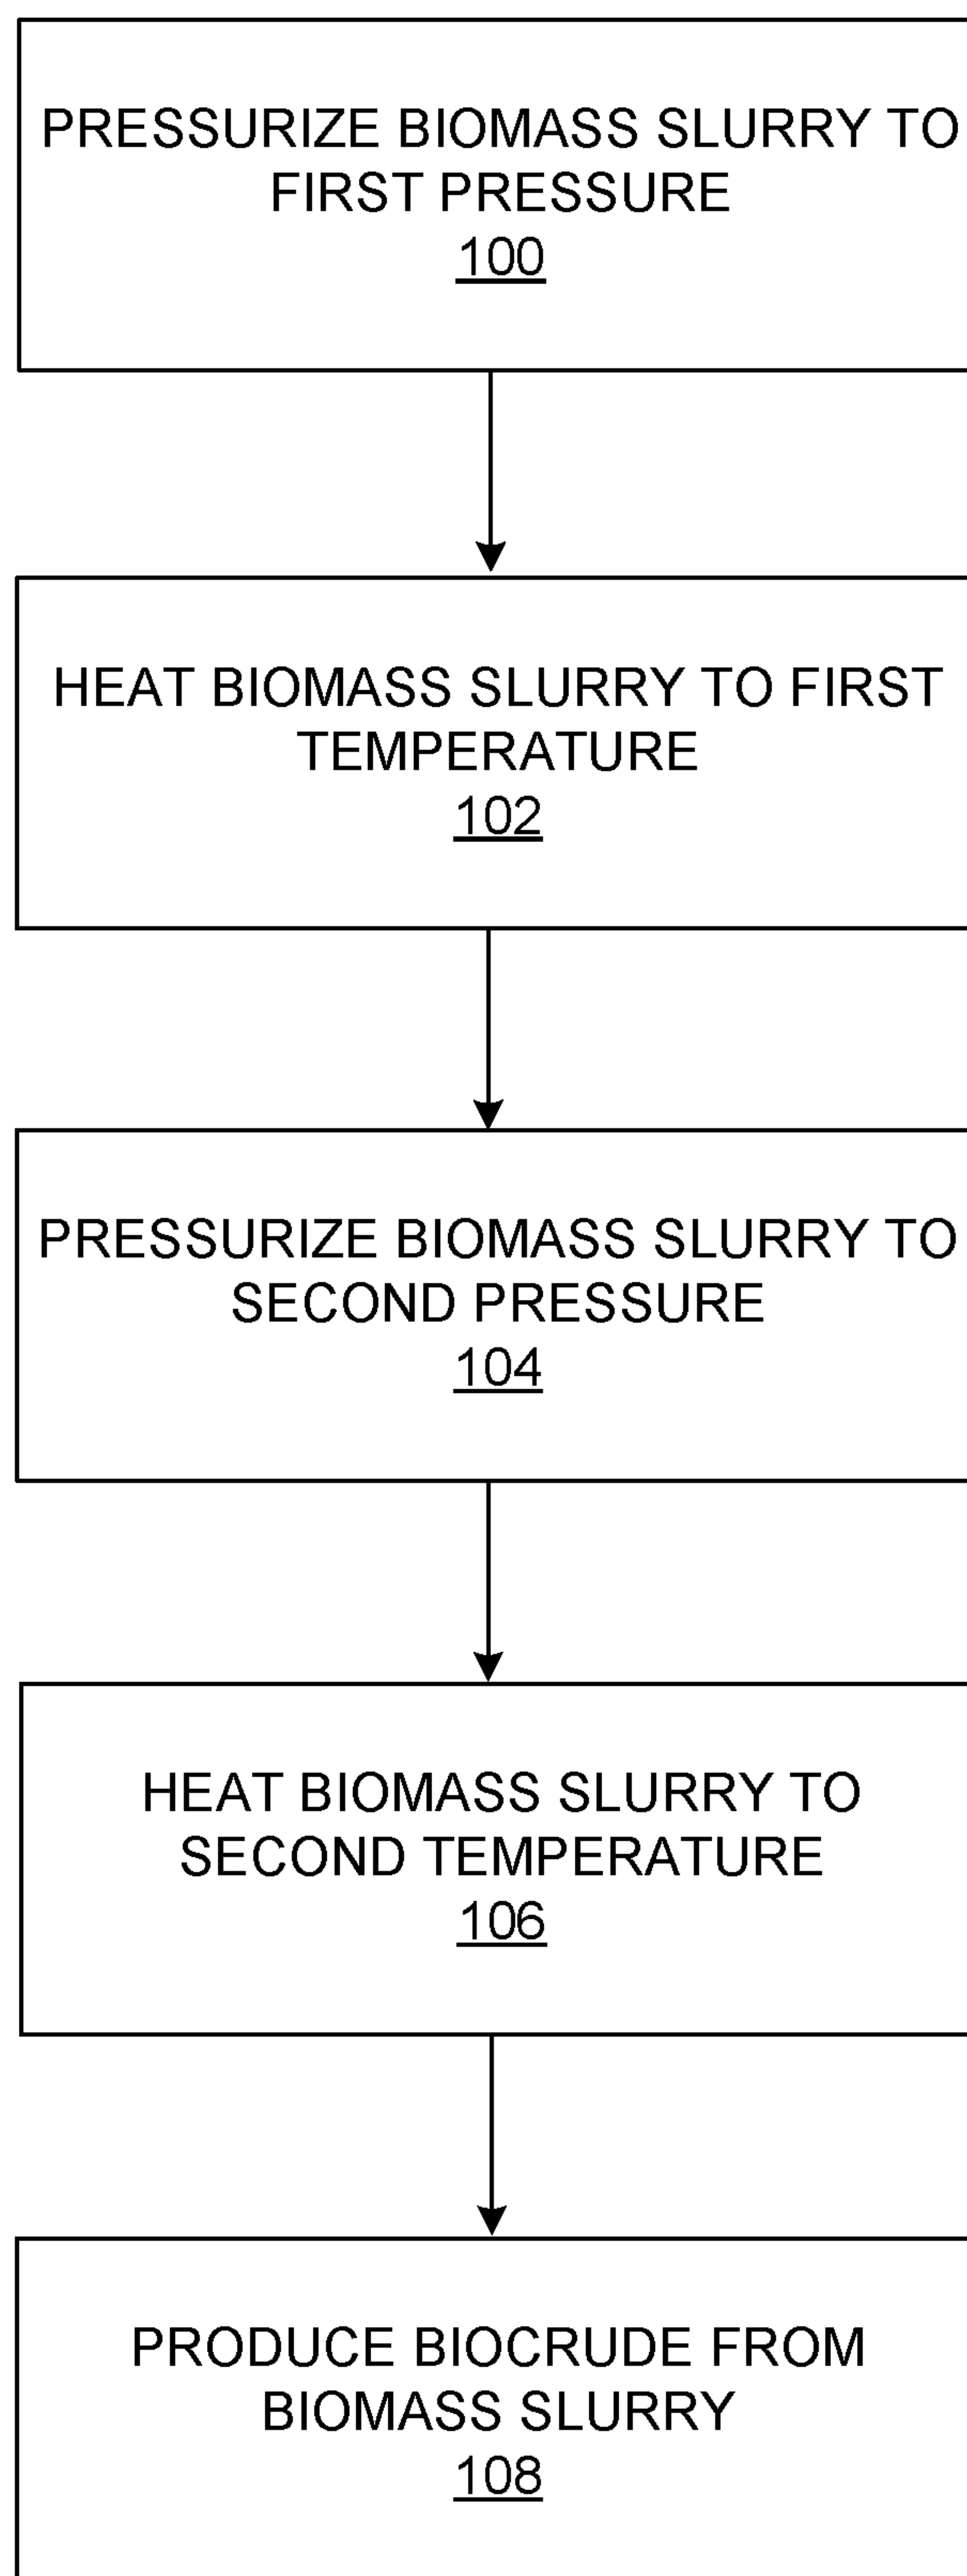 PRESSURIZE BIOMASS SLURRY TO
FIRST PRESSURE
100
HEAT BIOMASS SLURRY TO FIRST
TEMPERATURE
102
PRESSURIZE BIOMASS SLURRY TO
SECOND PRESSURE
104
HEAT BIOMASS SLURRY TO
SECOND TEMPERATURE
106
PRODUCE BIOCRUDE FROM
BIOMASS SLURRY
108